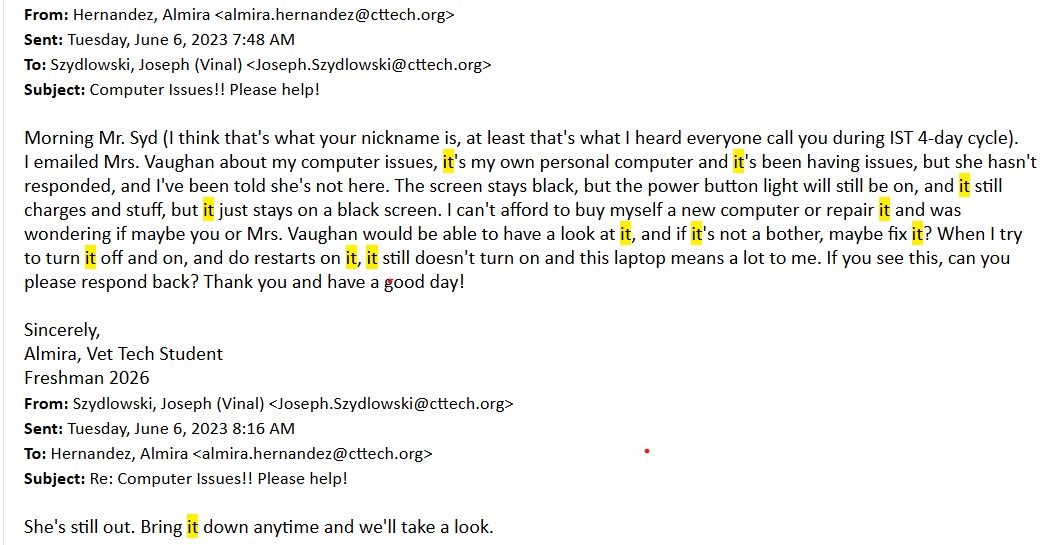 From: Hernandez, Almira <almira.hernandez@cttech.org>
Sent: Tuesday, June 6, 2023 7:48 AM
To: Szydlowski, Joseph (Vinal) <Joseph.Szydlowski@cttech.org>
Subject: Computer Issues!! Please help!
Morning Mr. Syd (I think that's what your nickname is, at least that's what I heard everyone call you during IST 4-day cycle).
I emailed Mrs. Vaughan about my computer issues, it's my own personal computer and it's been having issues, but she hasn't
responded, and I've been told she's not here. The screen stays black, but the power button light will still be on, and it still
charges and stuff, but it just stays on a black screen. I can't afford to buy myself a new computer or repair it and was
wondering if maybe you or Mrs. Vaughan would be able to have a look at it, and if it's not a bother, maybe fix it? When I try
to turn it off and on, and do restarts on it, it still doesn't turn on and this laptop means a lot to me. If you see this, can you
please respond back? Thank you and have a good day!
Sincerely,
Almira, Vet Tech Student
Freshman 2026
From: Szydlowski, Joseph (Vinal) <Joseph.Szydlowski@cttech.org>
Sent: Tuesday, June 6, 2023 8:16 AM
To: Hernandez, Almira <almira.hernandez@cttech.org>
Subject: Re: Computer Issues!! Please help!
She's still out. Bring it down anytime and we'll take a look.